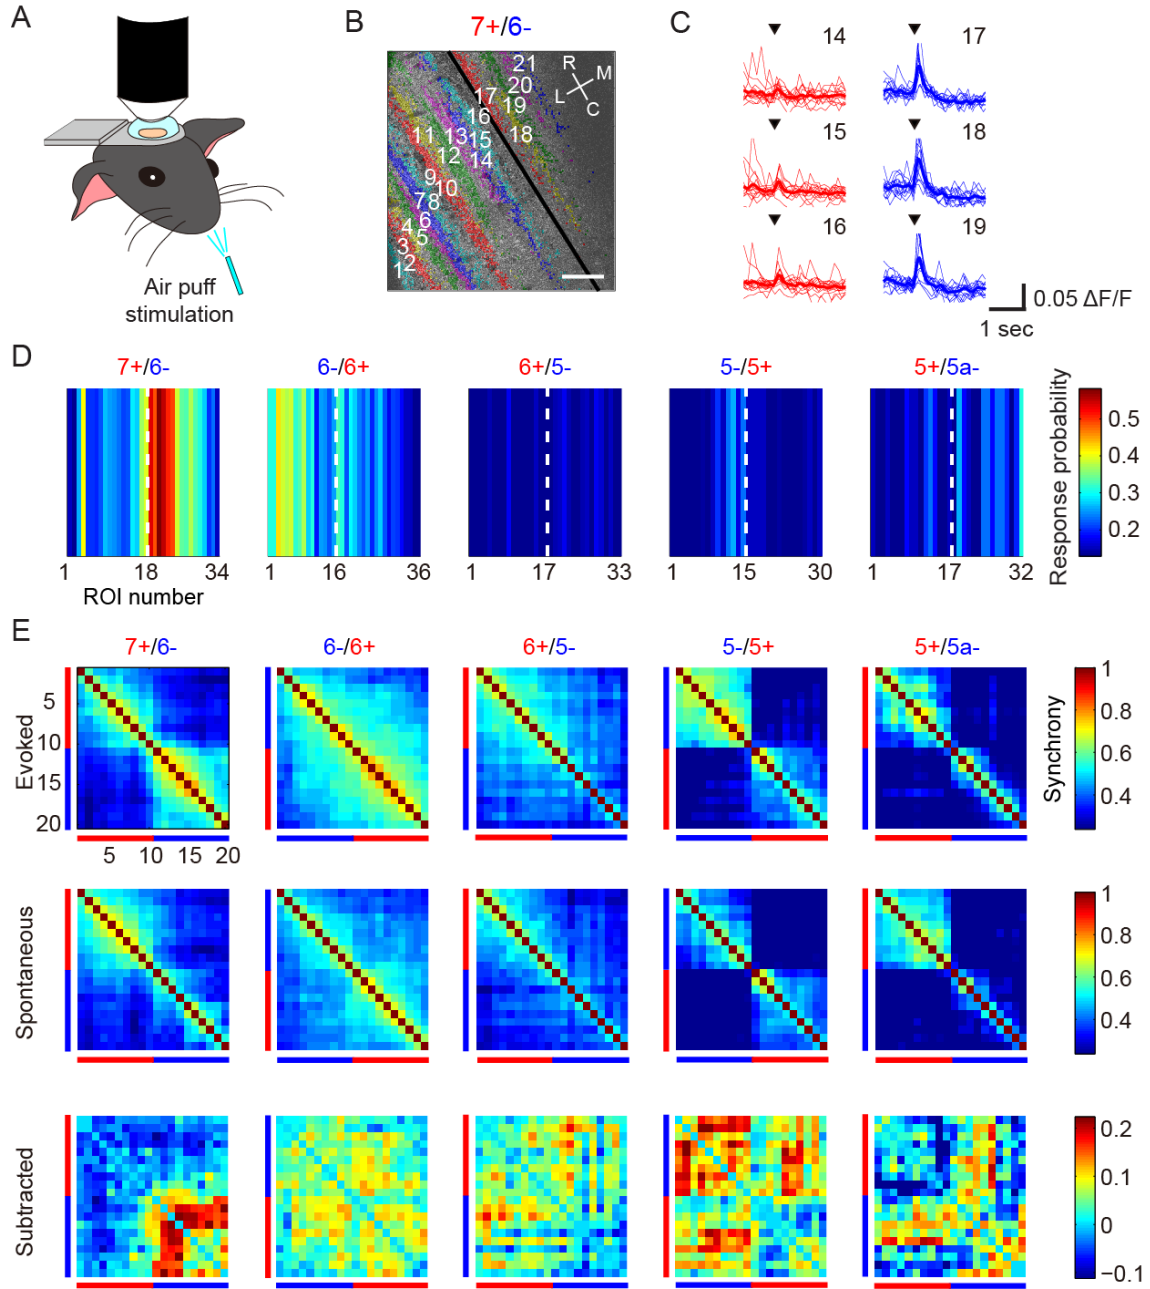 A
Air puff
stimulation
B
7+/6-
21
20
19
18
17
16
15
14
13
12
11
10
9
8
7
6
5
4
3
2
1
R
M
L
C
C
14
17
15
18
16
19
0.05 ΔF/F
1 sec
D
7+/6- 6-/6+ 6+/5- 5-/5+ 5+/5a-
1 18 34 1 16 36 1 17 33 1 15 30 1 17 32
ROI number
Response probability
0.5
0.4
0.3
0.2
E
7+/6- 6-/6+ 6+/5- 5-/5+ 5+/5a-
Evoked
5
10
15
20
5 10 15 20
Synchrony
1
0.8
0.6
0.4
Spontaneous
1
0.8
0.6
0.4
Subtracted
0.2
0.1
0
−0.1